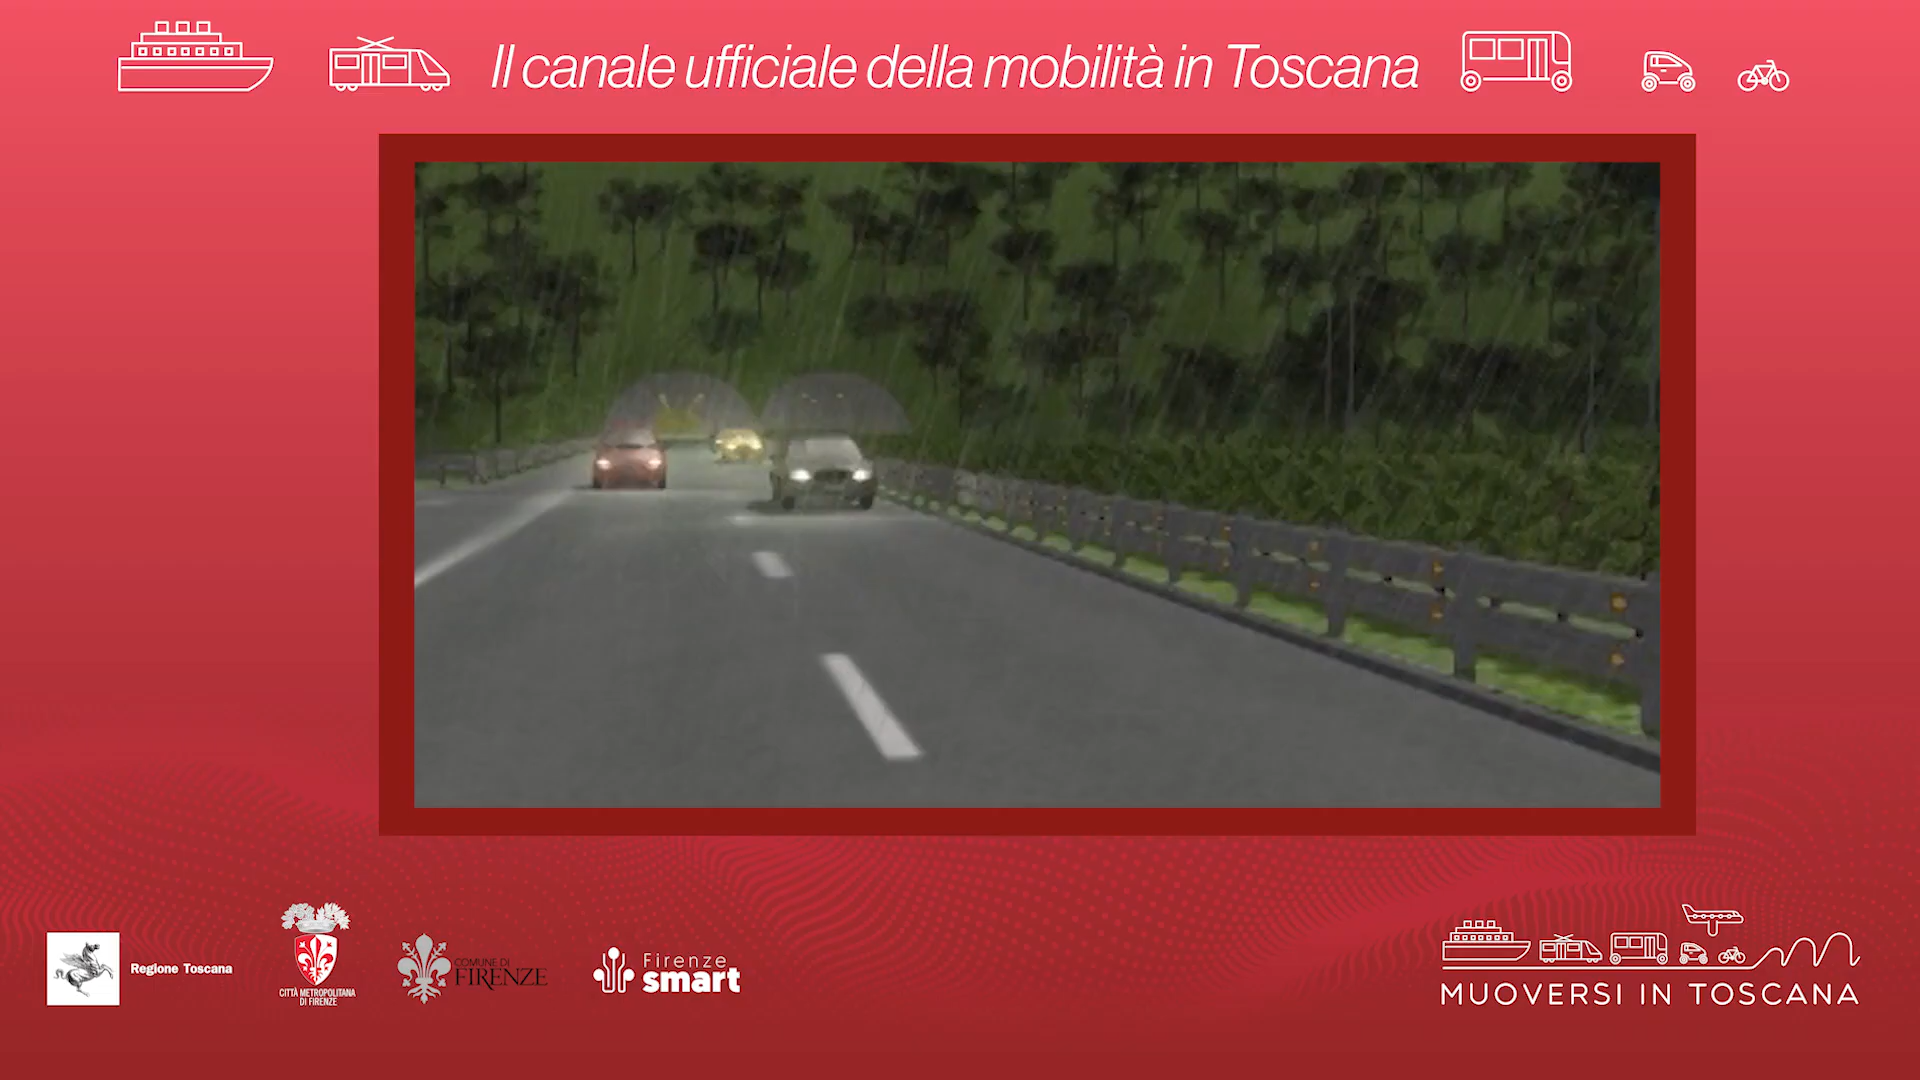 Il canale ufficiale della mobilità in Toscana
Regione Toscana
CITTÀ METROPOLITANA
DI FIRENZE
COMUNE DI
FIRENZE
Firenze
smart
MUOVERSI IN TOSCANA